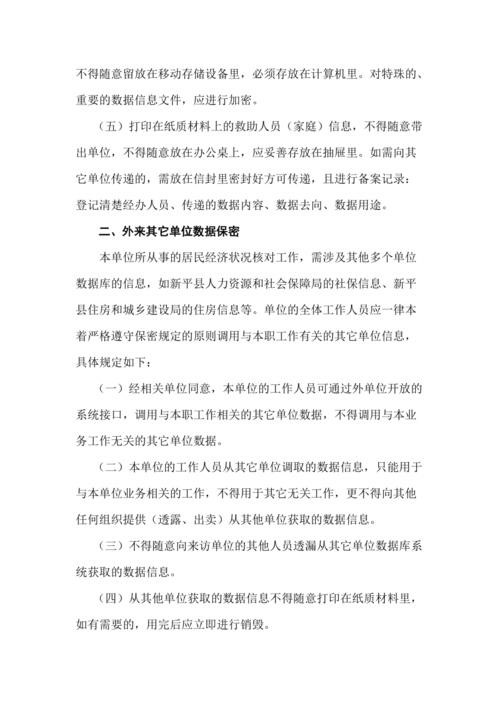 不得随意留放在移动存储设备里，必须存放在计算机里。对特殊的、
重要的数据信息文件，应进行加密。
（五）打印在纸质材料上的救助人员（家庭）信息，不得随意带
出单位，不得随意放在办公桌上，应妥善存放在抽屉里。如需向其
它单位传递的，需放在信封里密封好方可传递，且进行备案记录：
登记清楚经办人员、传递的数据内容、数据去向、数据用途。
二、外来其它单位数据保密
本单位所从事的居民经济状况核对工作，需涉及其他多个单位
数据库的信息，如新平县人力资源和社会保障局的社保信息、新平
县住房和城乡建设局的住房信息等。单位的全体工作人员应一律本
着严格遵守保密规定的原则调用与本职工作有关的其它单位信息，
具体规定如下：
（一）经相关单位同意，本单位的工作人员可通过外单位开放的
系统接口，调用与本职工作相关的其它单位数据，不得调用与本业
务工作无关的其它单位数据。
（二）本单位的工作人员从其它单位调取的数据信息，只能用于
与本单位业务相关的工作，不得用于其它无关工作，更不得向其他
任何组织提供（透露、出卖）从其他单位获取的数据信息。
（三）不得随意向来访单位的其他人员透漏从其它单位数据库系
统获取的数据信息。
（四）从其他单位获取的数据信息不得随意打印在纸质材料里，
如有需要的，用完后应立即进行销毁。